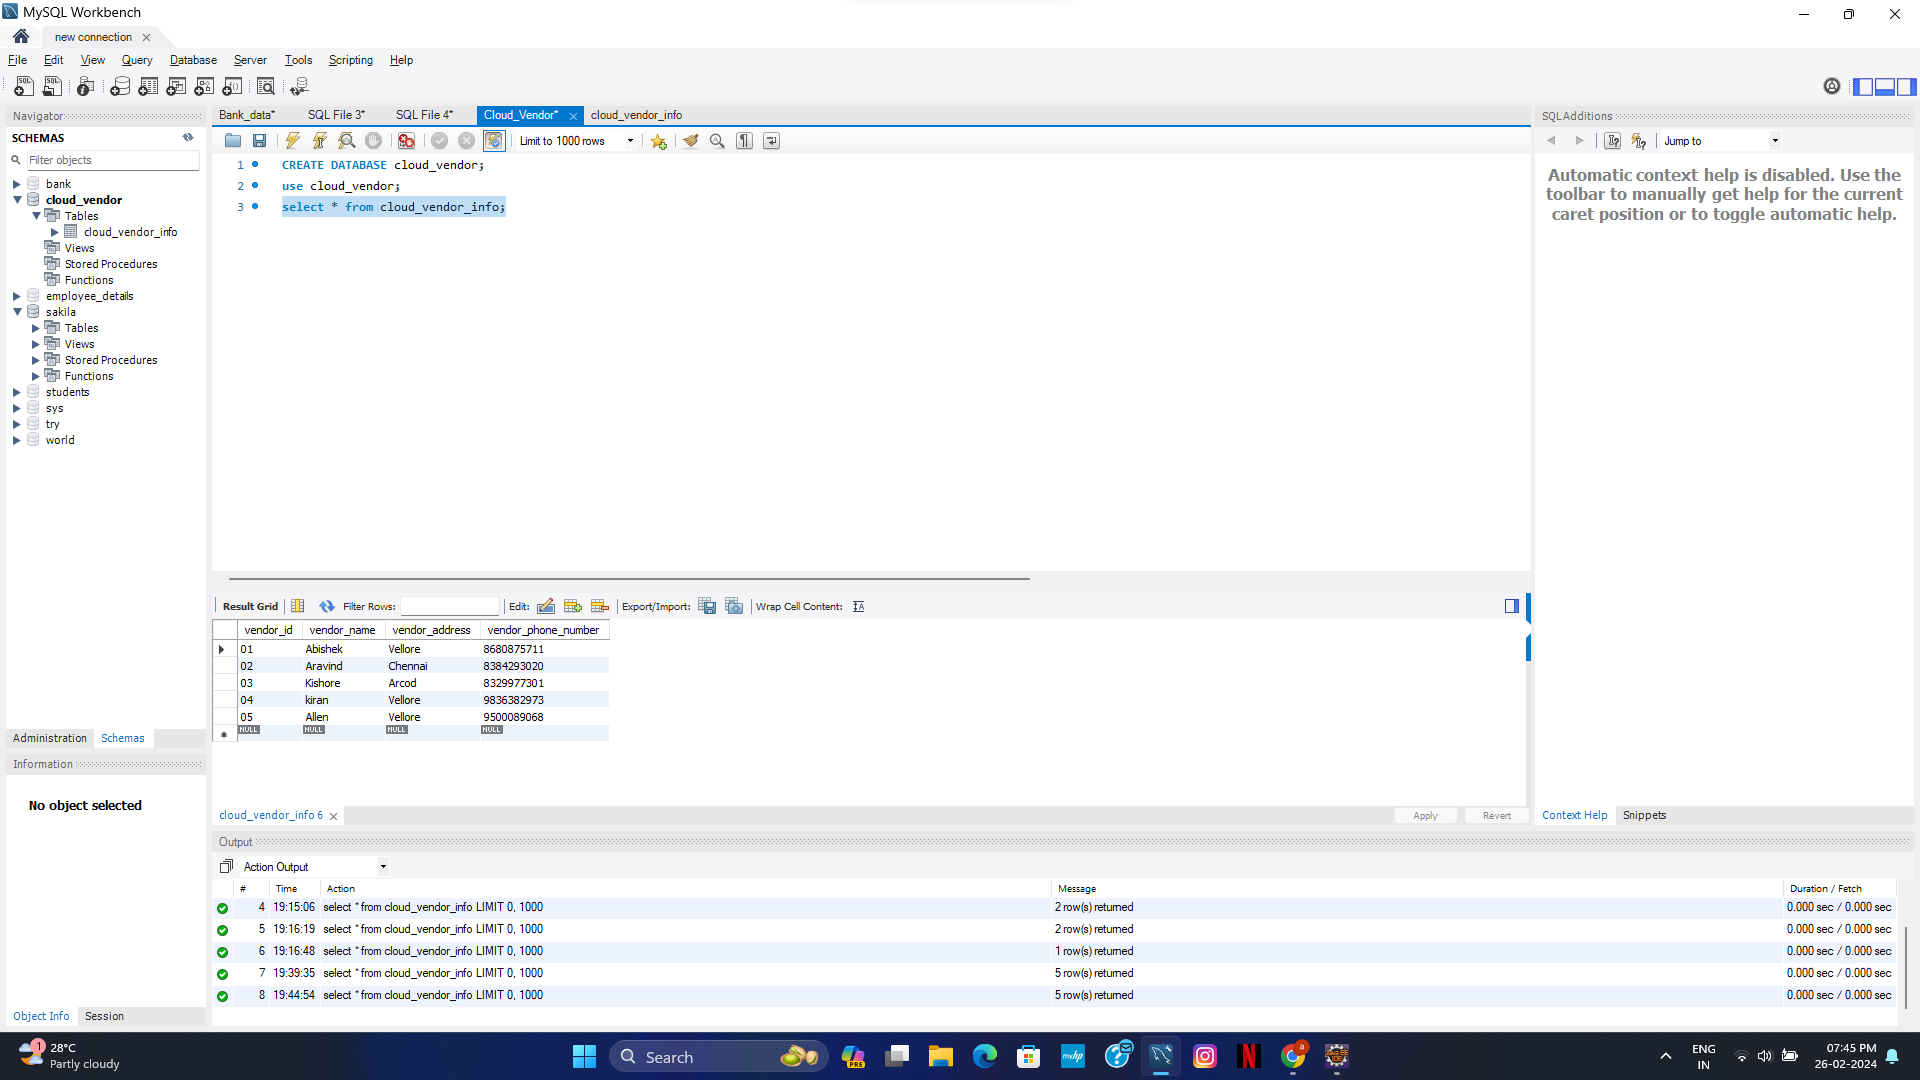 MySQL Workbench
new connection
File Edit View Query Database Server Tools Scripting Help
Navigator
SCHEMAS
Filter objects
bank
cloud_vendor
Tables
cloud_vendor_info
Views
Stored Procedures
Functions
employee_details
sakila
Tables
Views
Stored Procedures
Functions
students
sys
try
world
Administration Schemas
Information
No object selected
Object Info Session
Bank_data* SQL File 3* SQL File 4* Cloud_Vendor* cloud_vendor_info
Limit to 1000 rows
1 CREATE DATABASE cloud_vendor;
2 use cloud_vendor;
3 select * from cloud_vendor_info;
Result Grid Filter Rows: Edit: Export/Import: Wrap Cell Content:
vendor_id vendor_name vendor_address vendor_phone_number
01 Abishek Vellore 8680875711
02 Aravind Chennai 8384293020
03 Kishore Arcod 8329977301
04 kiran Vellore 9836382973
05 Allen Vellore 9500089068
NULL NULL NULL NULL
cloud_vendor_info 6 Apply Revert
SQLAdditions
Jump to
Automatic context help is disabled. Use the
toolbar to manually get help for the current
caret position or to toggle automatic help.
Context Help Snippets
Output
Action Output
# Time Action Message Duration / Fetch
4 19:15:06 select * from cloud_vendor_info LIMIT 0, 1000 2 row(s) returned 0.000 sec / 0.000 sec
5 19:16:19 select * from cloud_vendor_info LIMIT 0, 1000 2 row(s) returned 0.000 sec / 0.000 sec
6 19:16:48 select * from cloud_vendor_info LIMIT 0, 1000 1 row(s) returned 0.000 sec / 0.000 sec
7 19:39:35 select * from cloud_vendor_info LIMIT 0, 1000 5 row(s) returned 0.000 sec / 0.000 sec
8 19:44:54 select * from cloud_vendor_info LIMIT 0, 1000 5 row(s) returned 0.000 sec / 0.000 sec
1 28°C
Partly cloudy
Search
PRE
myhp
ENG
IN
07:45 PM
26-02-2024